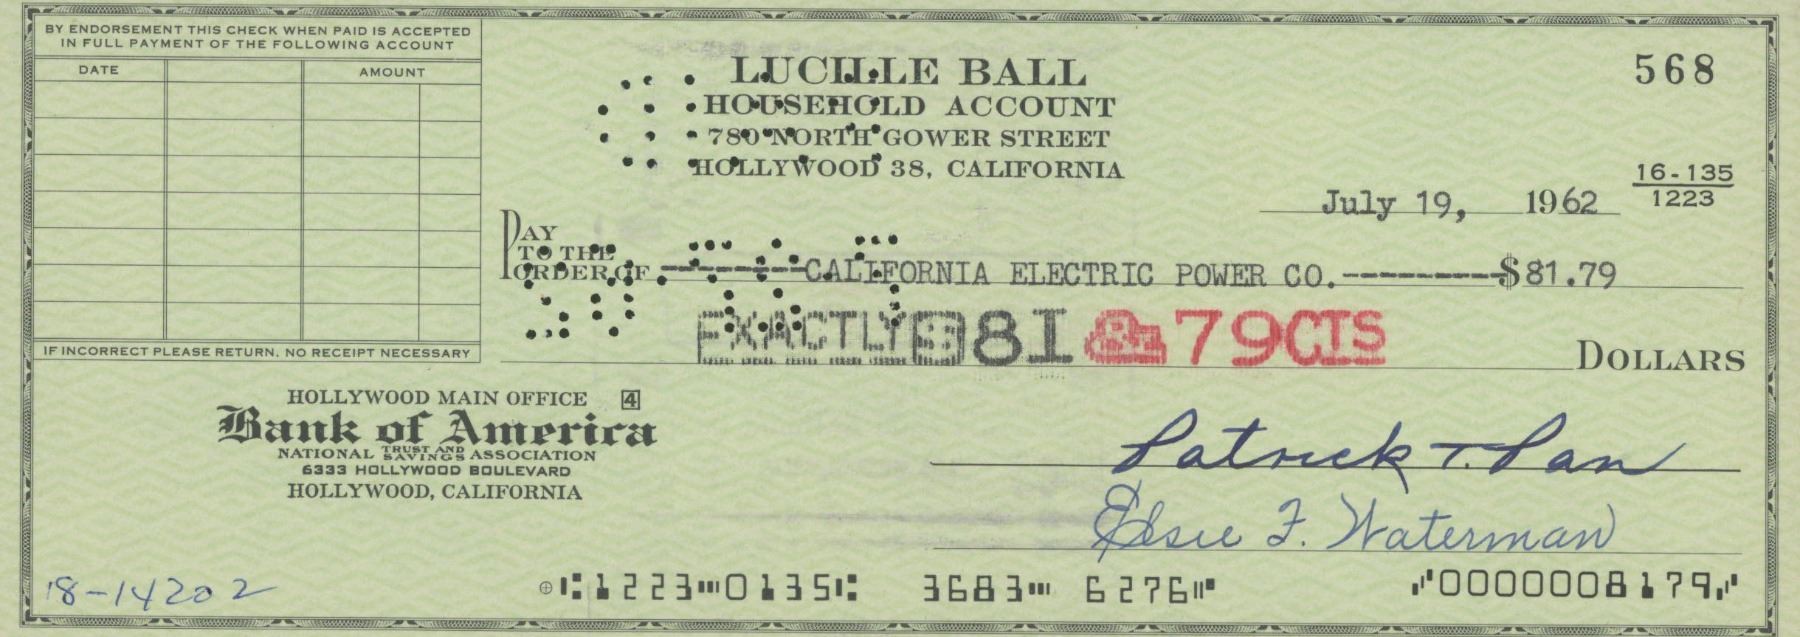 BY ENDORSEMENT THIS CHECK WHEN PAID IS ACCEPTED
IN FULL PAYMENT OF THE FOLLOWING ACCOUNT
DATE AMOUNT
IF INCORRECT PLEASE RETURN. NO RECEIPT NECESSARY
LUCILLE BALL
HOUSEHOLD ACCOUNT
780 NORTH GOWER STREET
HOLLYWOOD 38, CALIFORNIA
568
16-135
1223
July 19, 1962
PAY
TO THE
ORDER OF ------CALIFORNIA ELECTRIC POWER CO.---------$81.79
EXACTLY $81 & 79CTS DOLLARS
HOLLYWOOD MAIN OFFICE 4
Bank of America
NATIONAL TRUST AND SAVINGS ASSOCIATION
6333 HOLLYWOOD BOULEVARD
HOLLYWOOD, CALIFORNIA
Patrick T.
Elsie F. Waterman
18-14202
⑆1223⑉0135⑆ 3683⑉ 6276⑈ ⑇0000008179⑇